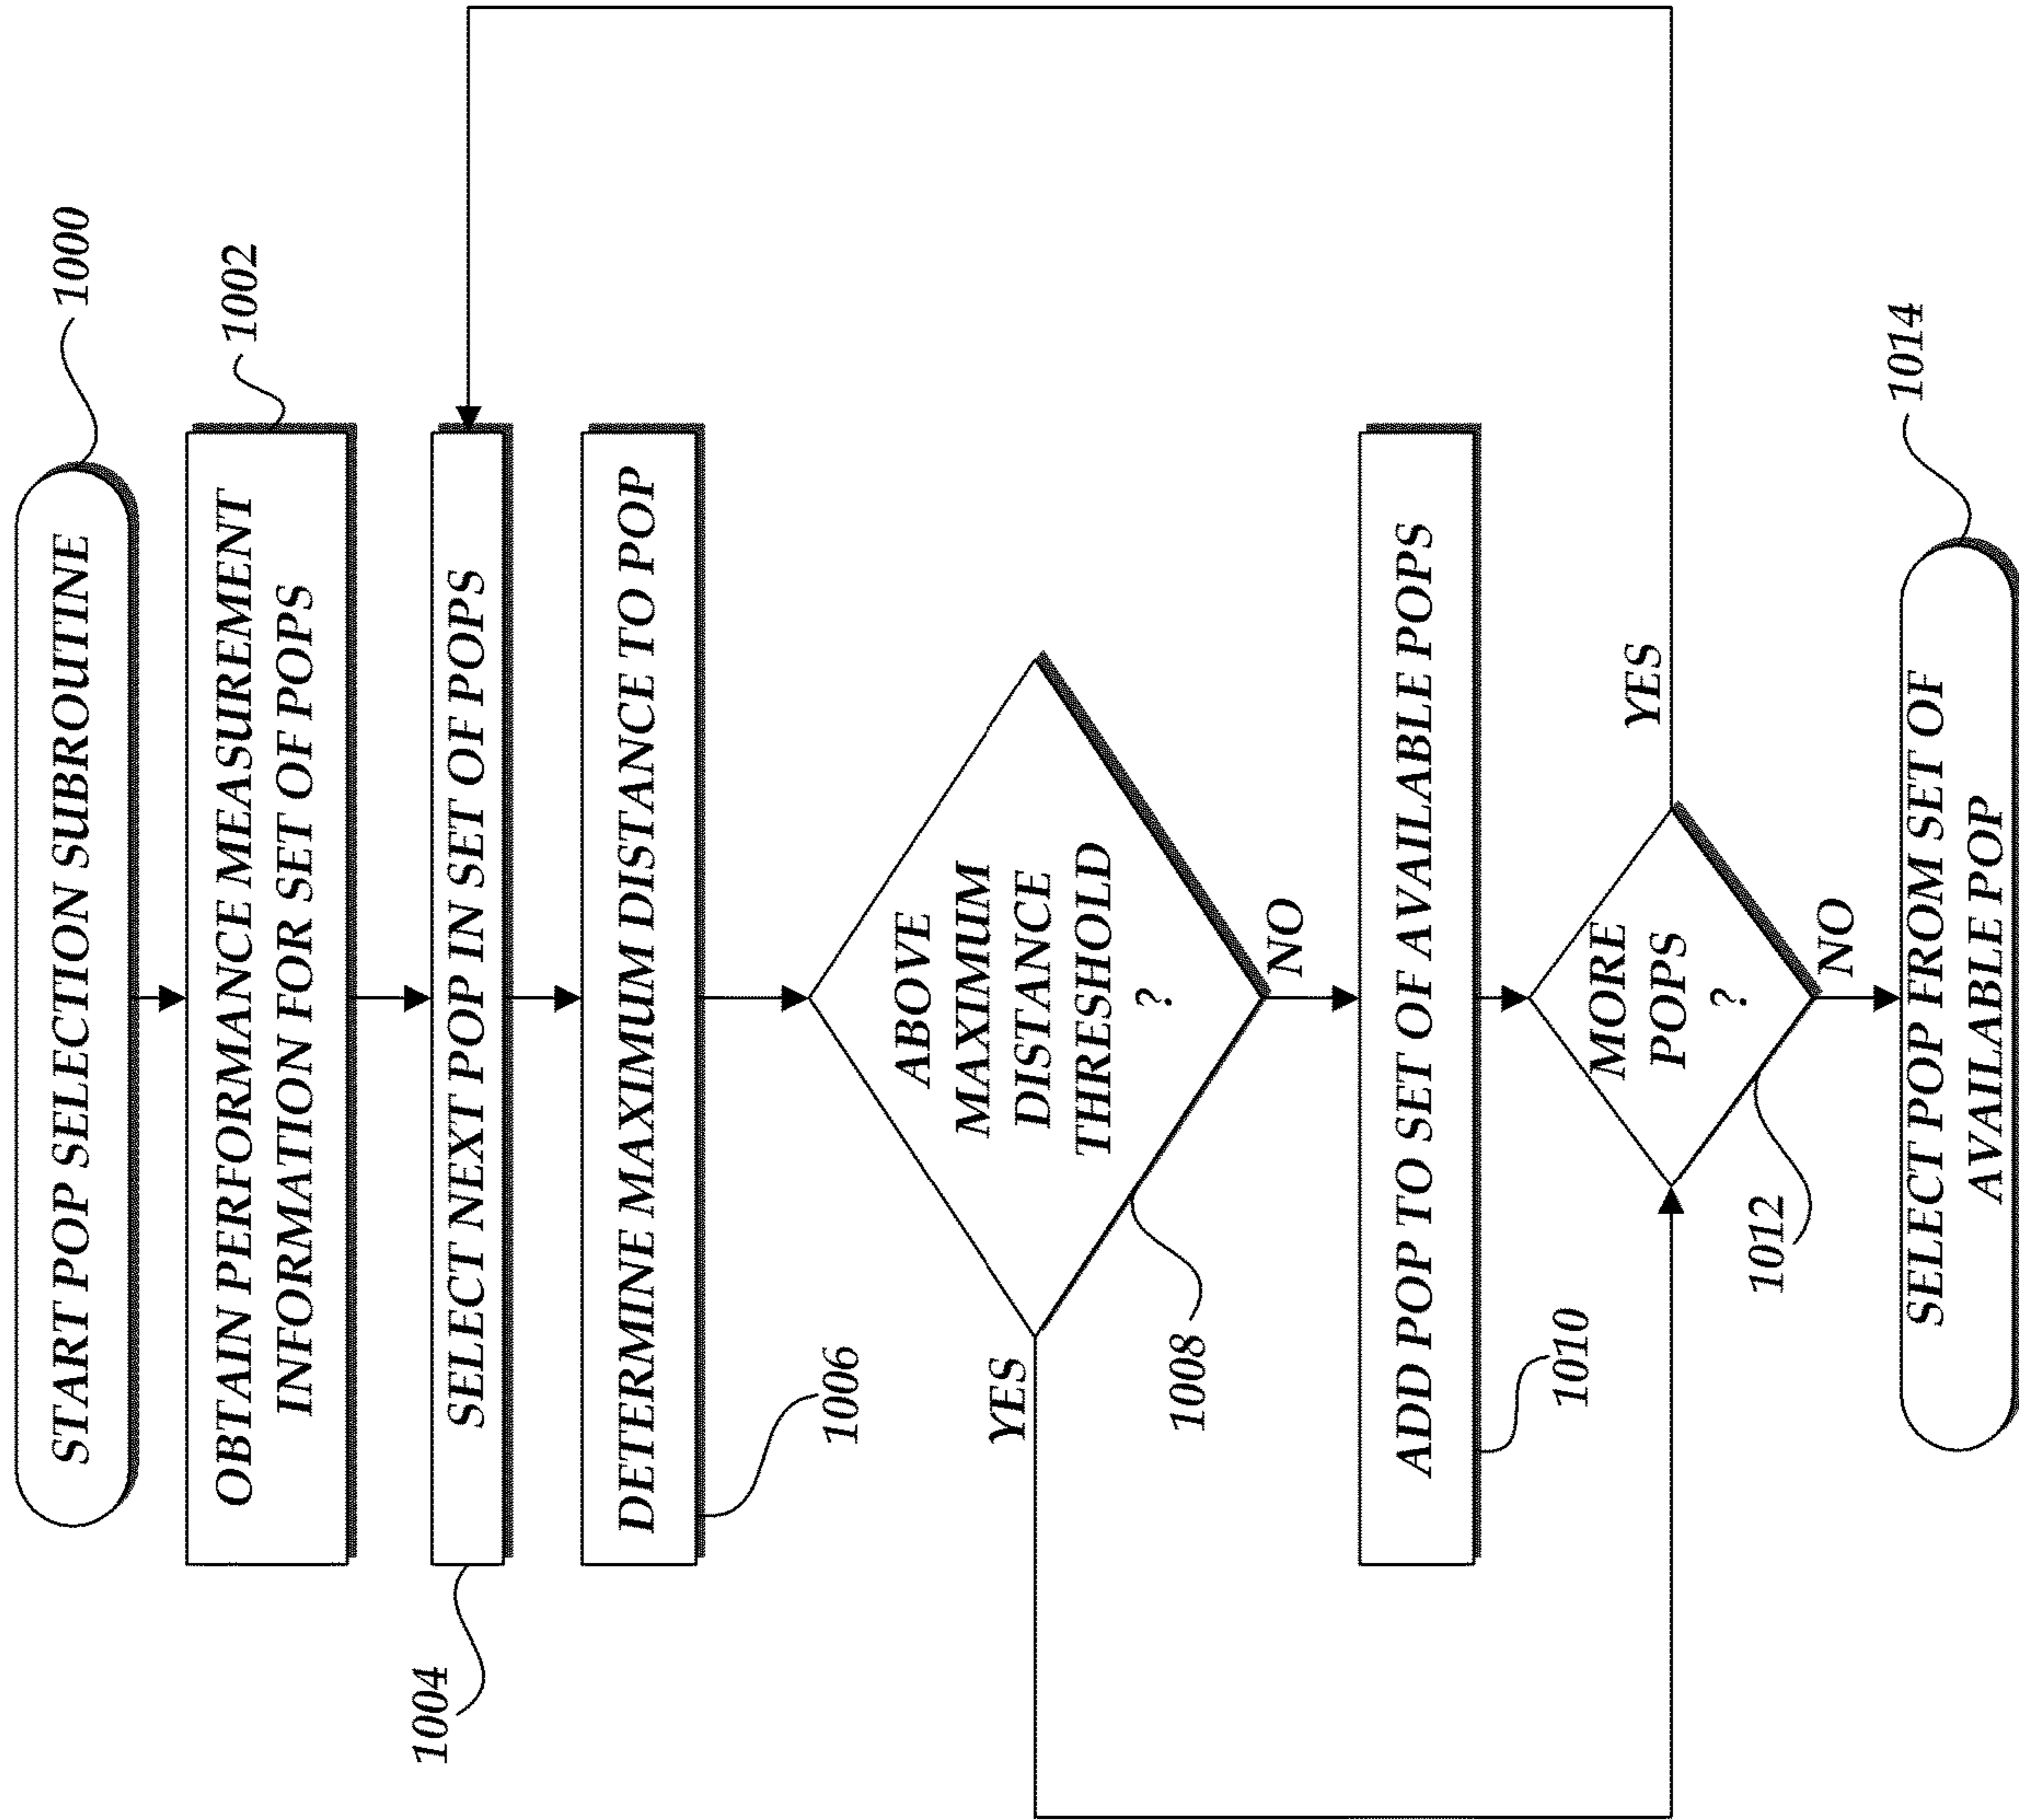 START POP SELECTION SUBROUTINE
1000
OBTAIN PERFORMANCE MEASUREMENT
INFORMATION FOR SET OF POPS
1002
SELECT NEXT POP IN SET OF POPS
1004
DETERMINE MAXIMUM DISTANCE TO POP
1006
ABOVE
MAXIMUM
DISTANCE
THRESHOLD
?
YES
1008
NO
ADD POP TO SET OF AVAILABLE POPS
1010
MORE
POPS
?
YES
1012
NO
SELECT POP FROM SET OF
AVAILABLE POP
1014